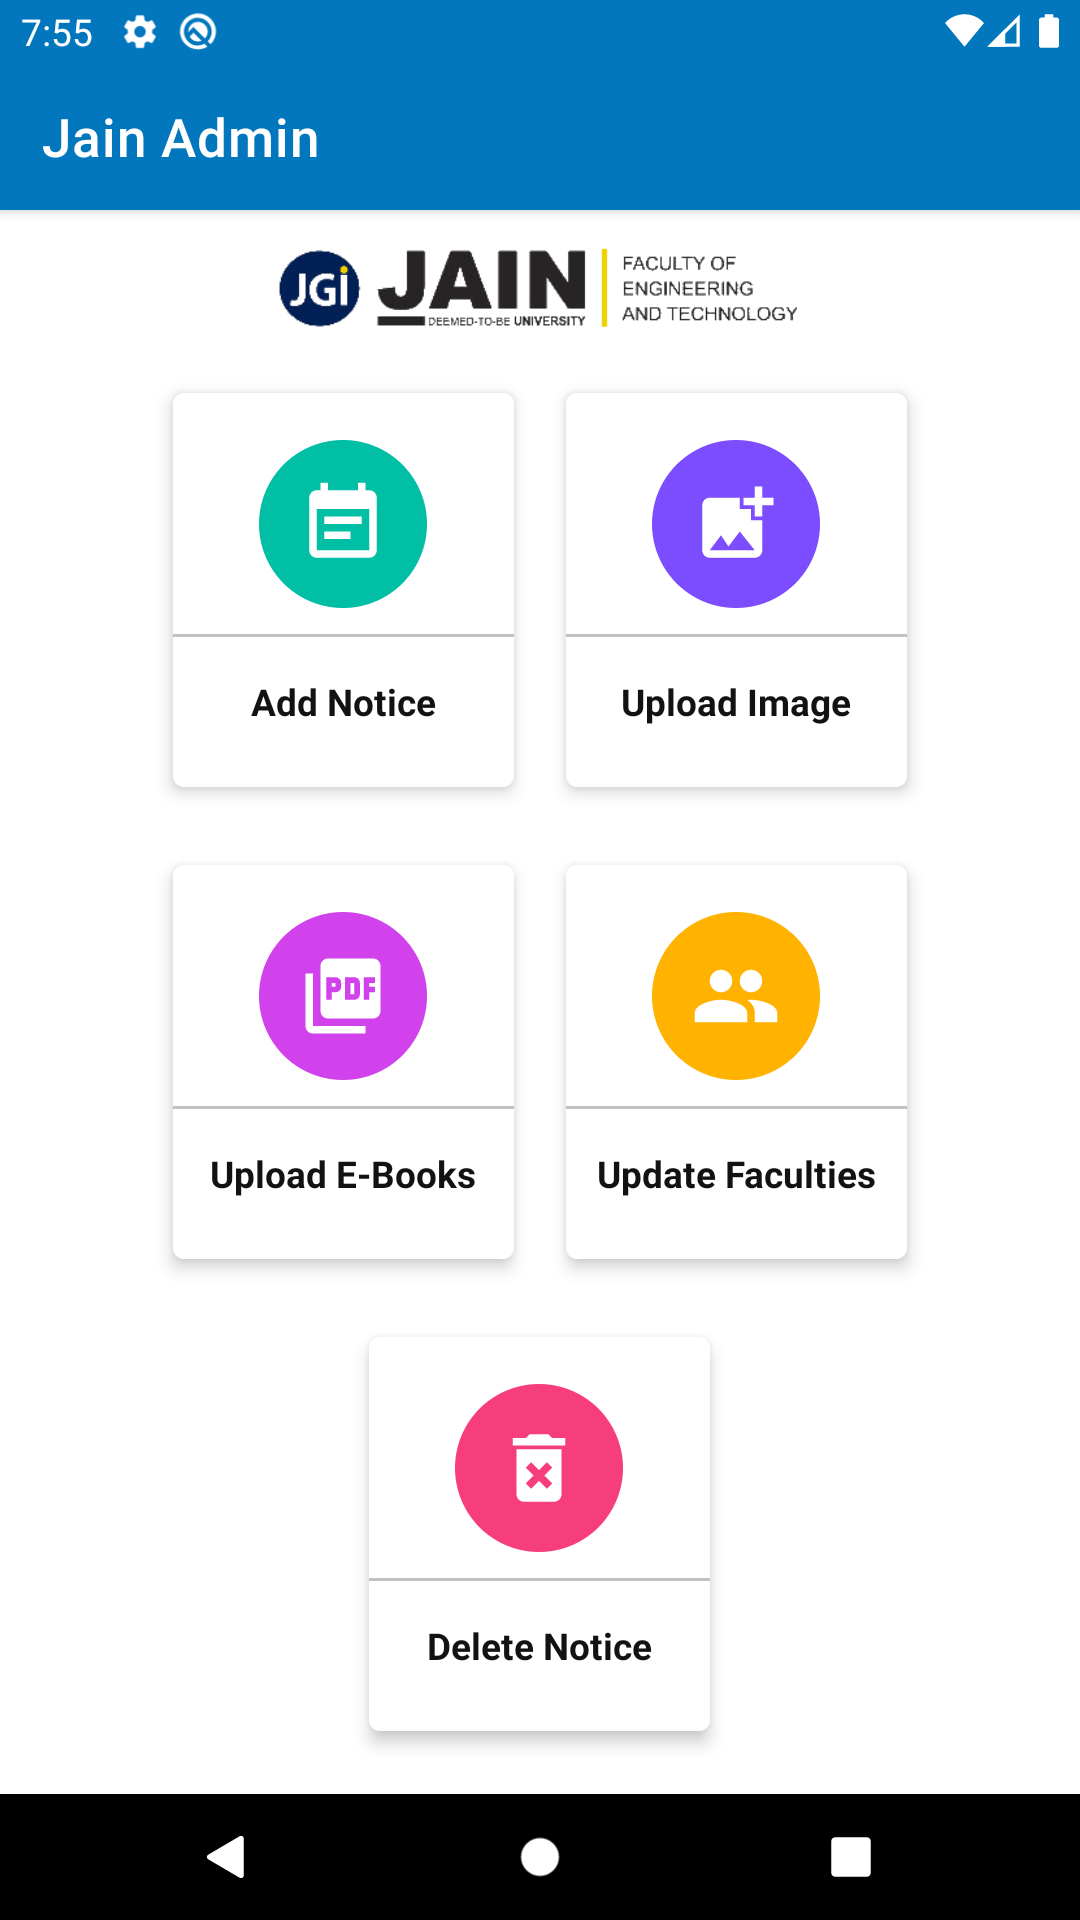 7:55
Jain Admin
JGi JAIN
DEEMED-TO-BE UNIVERSITY
FACULTY OF
ENGINEERING
AND TECHNOLOGY
Add Notice
Upload Image
PDF
Upload E-Books
Update Faculties
Delete Notice